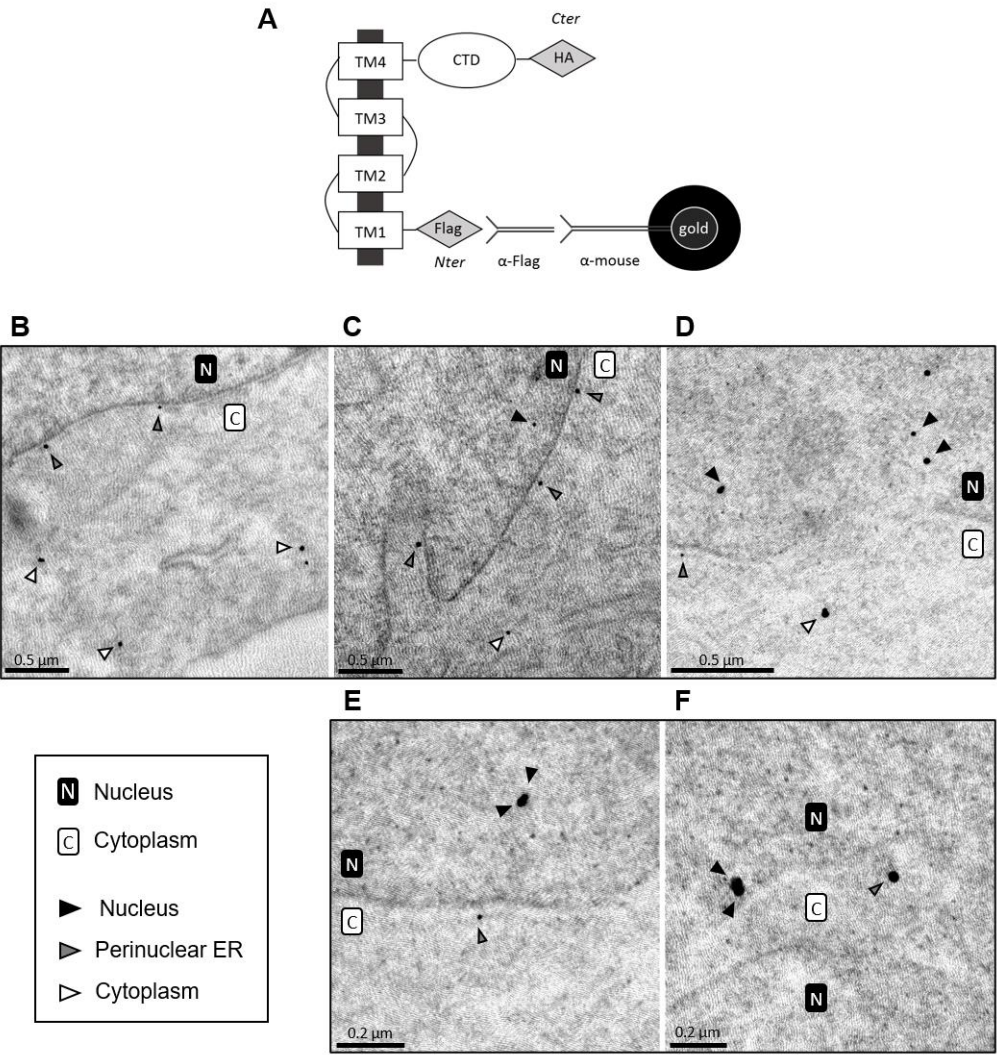 A
Cter
TM4
CTD
HA
TM3
TM2
TM1
Flag
gold
Nter
α-Flag
α-mouse
B
C
D
N
C
0.5 μm
N
C
0.5 μm
N
C
0.5 μm
E
F
N
C
0.2 μm
N
C
N
0.2 μm
N Nucleus
C Cytoplasm
Nucleus
Perinuclear ER
Cytoplasm